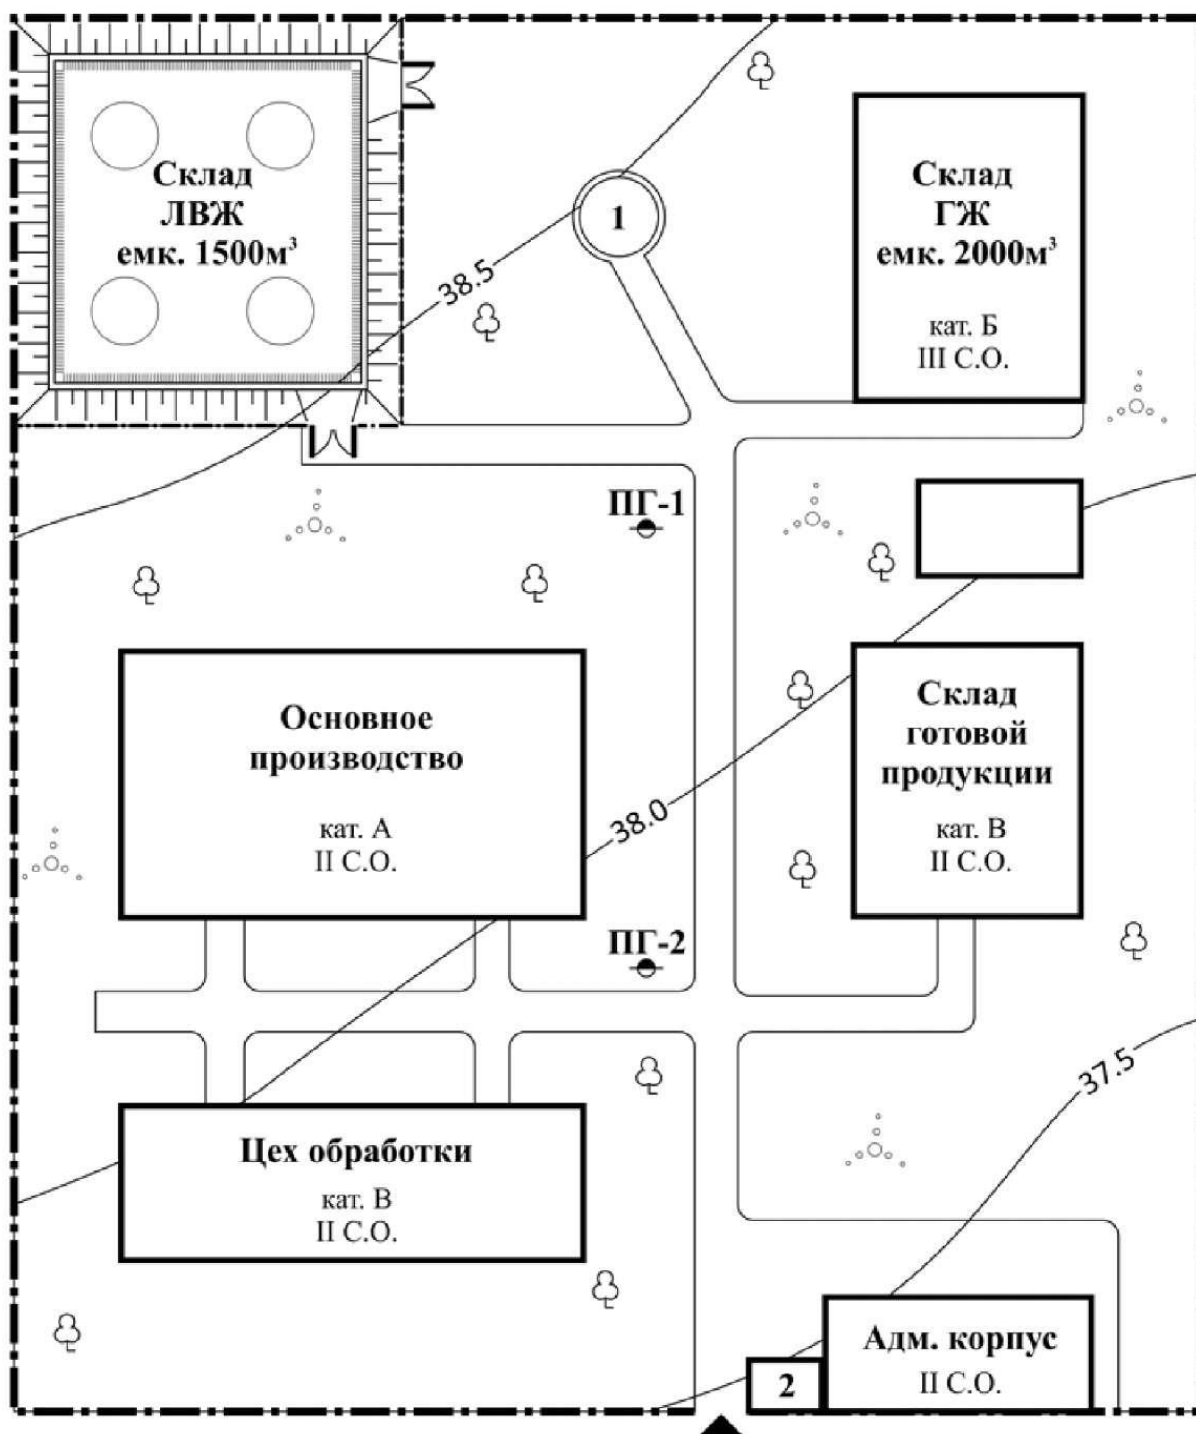 Склад
ЛВЖ
емк. 1500м³
1
Склад
ГЖ
емк. 2000м³
кат. Б
III С.О.
38.5
ПГ-1
Основное
производство
кат. А
II С.О.
Склад
готовой
продукции
кат. В
II С.О.
38.0
ПГ-2
37.5
Цех обработки
кат. В
II С.О.
Адм. корпус
II С.О.
2